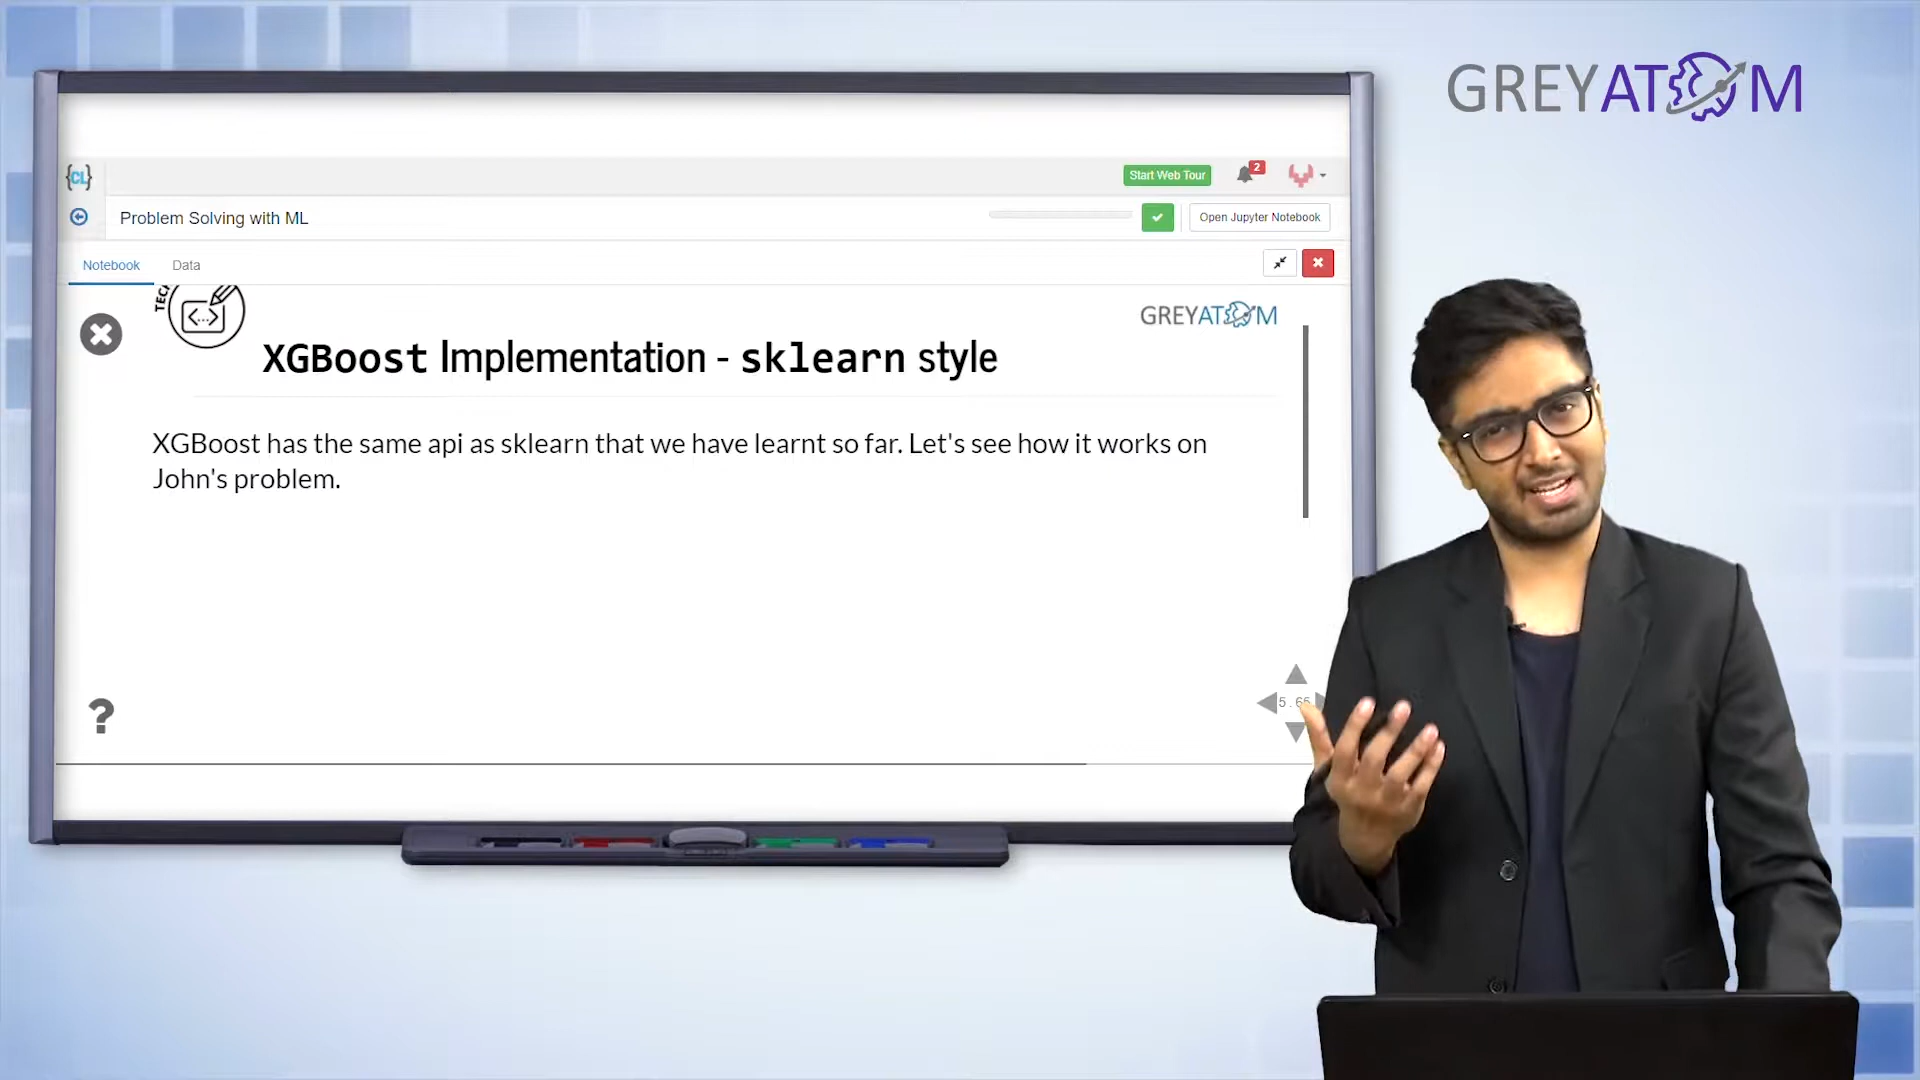 GREYATOM
{CL}
Start Web Tour
2
Problem Solving with ML
Open Jupyter Notebook
Notebook
Data
TEC
<...>
GREYATOM
XGBoost Implementation - sklearn style
XGBoost has the same api as sklearn that we have learnt so far. Let's see how it works on
John's problem.
?